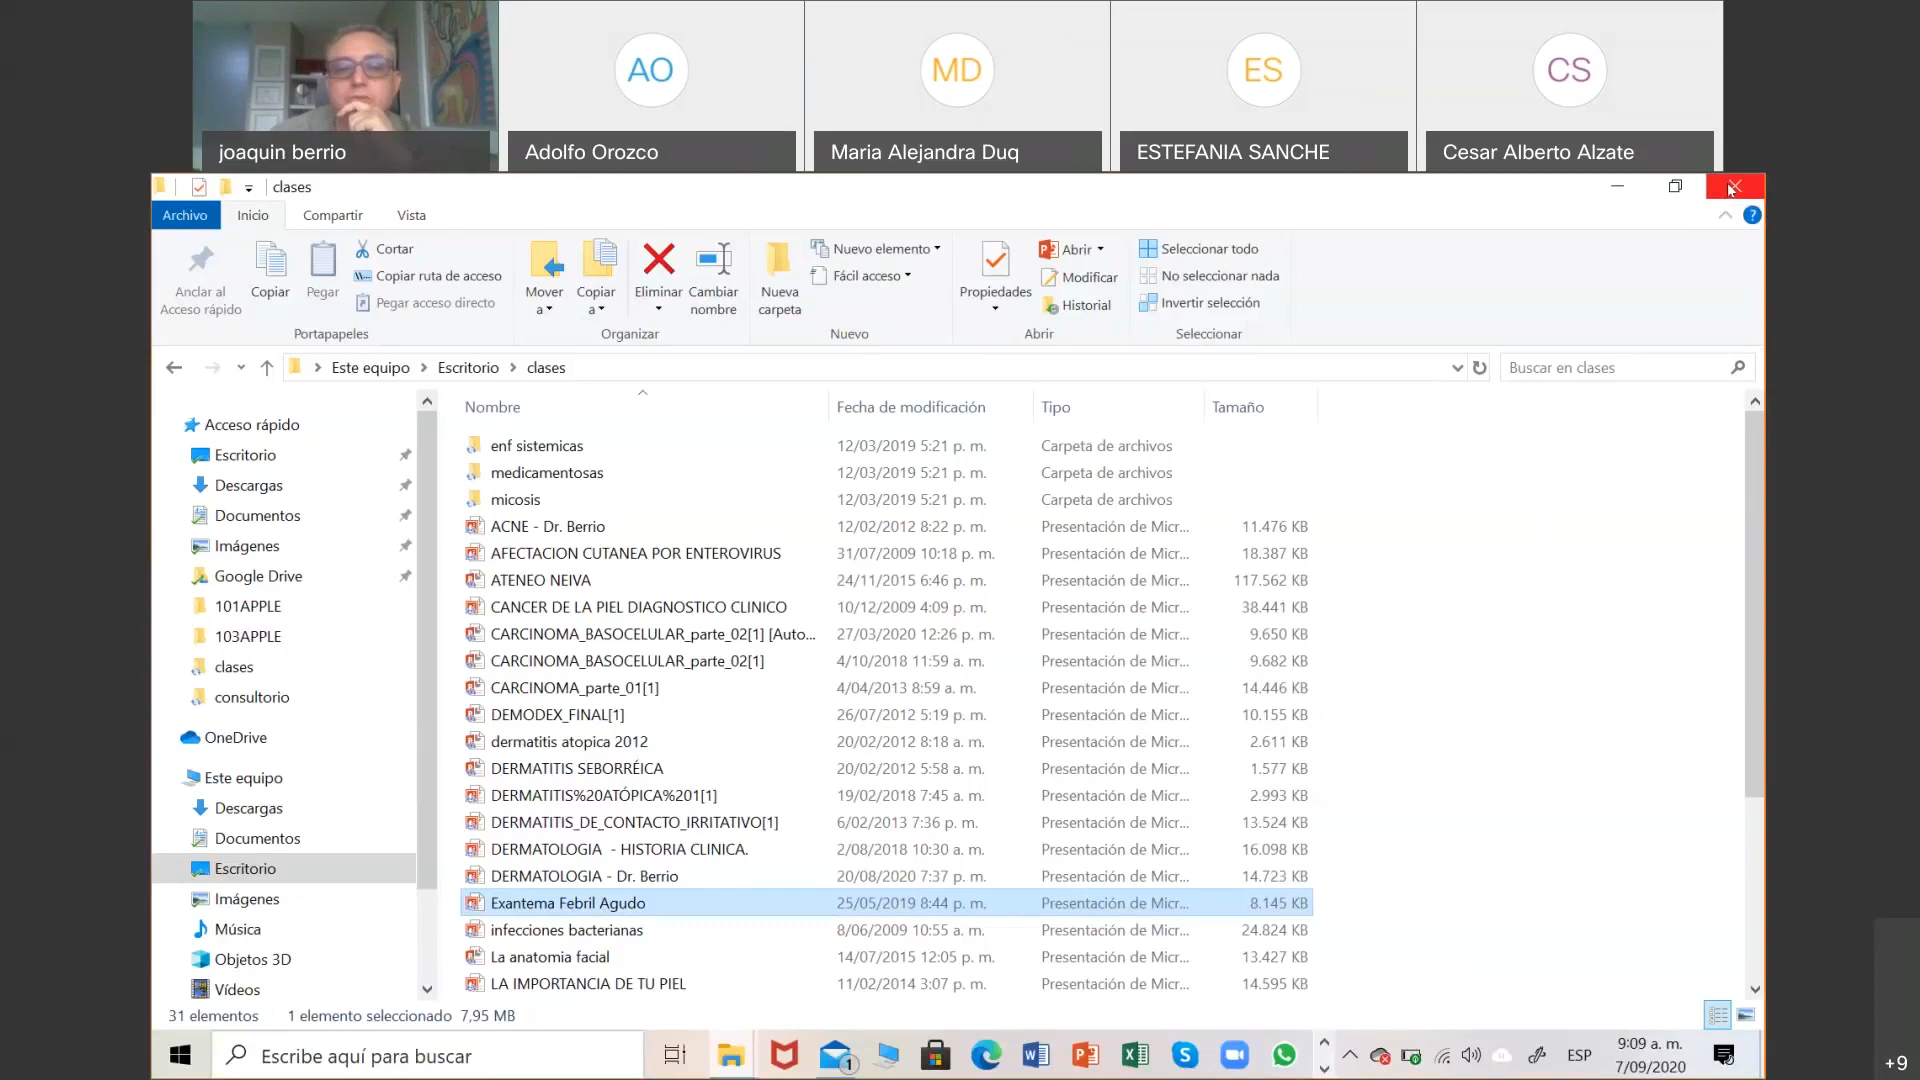 AO
MD
ES
CS
joaquin berrio
Adolfo Orozco
Maria Alejandra Duq
ESTEFANIA SANCHE
Cesar Alberto Alzate
clases
Archivo Inicio Compartir Vista
Anclar al
Acceso rápido
Copiar
Pegar
Cortar
Copiar ruta de acceso
Pegar acceso directo
Portapapeles
Mover
a
Copiar
a
Eliminar
Cambiar
nombre
Organizar
Nueva
carpeta
Nuevo elemento
Fácil acceso
Nuevo
Propiedades
Abrir
Modificar
Historial
Abrir
Seleccionar todo
No seleccionar nada
Invertir selección
Seleccionar
Este equipo > Escritorio > clases
Buscar en clases
Acceso rápido
Escritorio
Descargas
Documentos
Imágenes
Google Drive
101APPLE
103APPLE
clases
consultorio
OneDrive
Este equipo
Descargas
Documentos
Escritorio
Imágenes
Música
Objetos 3D
Vídeos
Nombre Fecha de modificación Tipo Tamaño
enf sistemicas 12/03/2019 5:21 p. m. Carpeta de archivos
medicamentosas 12/03/2019 5:21 p. m. Carpeta de archivos
micosis 12/03/2019 5:21 p. m. Carpeta de archivos
ACNE - Dr. Berrio 12/02/2012 8:22 p. m. Presentación de Micr... 11.476 KB
AFECTACION CUTANEA POR ENTEROVIRUS 31/07/2009 10:18 p. m. Presentación de Micr... 18.387 KB
ATENEO NEIVA 24/11/2015 6:46 p. m. Presentación de Micr... 117.562 KB
CANCER DE LA PIEL DIAGNOSTICO CLINICO 10/12/2009 4:09 p. m. Presentación de Micr... 38.441 KB
CARCINOMA_BASOCELULAR_parte_02[1] [Auto... 27/03/2020 12:26 p. m. Presentación de Micr... 9.650 KB
CARCINOMA_BASOCELULAR_parte_02[1] 4/10/2018 11:59 a. m. Presentación de Micr... 9.682 KB
CARCINOMA_parte_01[1] 4/04/2013 8:59 a. m. Presentación de Micr... 14.446 KB
DEMODEX_FINAL[1] 26/07/2012 5:19 p. m. Presentación de Micr... 10.155 KB
dermatitis atopica 2012 20/02/2012 8:18 a. m. Presentación de Micr... 2.611 KB
DERMATITIS SEBORRÉICA 20/02/2012 5:58 a. m. Presentación de Micr... 1.577 KB
DERMATITIS%20ATÓPICA%201[1] 19/02/2018 7:45 a. m. Presentación de Micr... 2.993 KB
DERMATITIS_DE_CONTACTO_IRRITATIVO[1] 6/02/2013 7:36 p. m. Presentación de Micr... 13.524 KB
DERMATOLOGIA - HISTORIA CLINICA. 2/08/2018 10:30 a. m. Presentación de Micr... 16.098 KB
DERMATOLOGIA - Dr. Berrio 20/08/2020 7:37 p. m. Presentación de Micr... 14.723 KB
Exantema Febril Agudo 25/05/2019 8:44 p. m. Presentación de Micr... 8.145 KB
infecciones bacterianas 8/06/2009 10:55 a. m. Presentación de Micr... 24.824 KB
La anatomia facial 14/07/2015 12:05 p. m. Presentación de Micr... 13.427 KB
LA IMPORTANCIA DE TU PIEL 11/02/2014 3:07 p. m. Presentación de Micr... 14.595 KB
31 elementos 1 elemento seleccionado 7,95 MB
Escribe aquí para buscar
1
ESP
9:09 a. m.
7/09/2020
+9